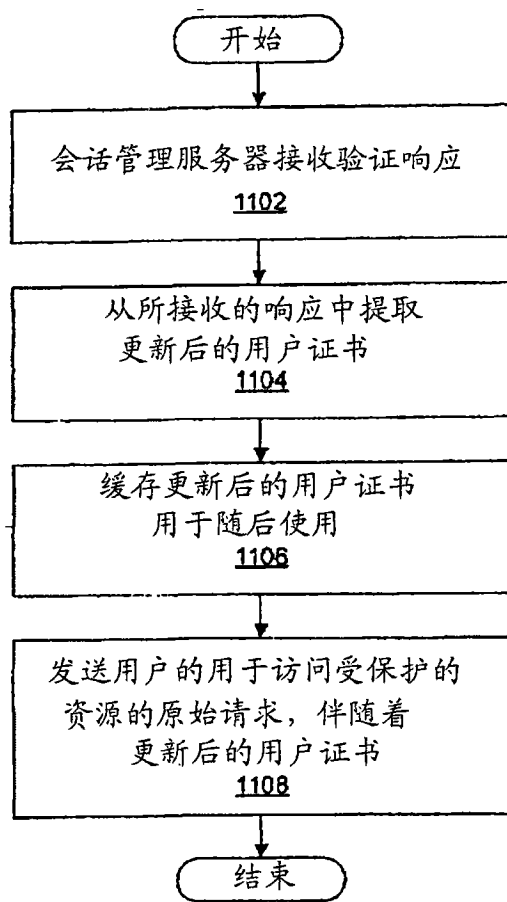 开始
会话管理服务器接收验证响应
1102
从所接收的响应中提取
更新后的用户证书
1104
缓存更新后的用户证书
用于随后使用
1106
发送用户的用于访问受保护的
资源的原始请求，伴随着
更新后的用户证书
1108
结束